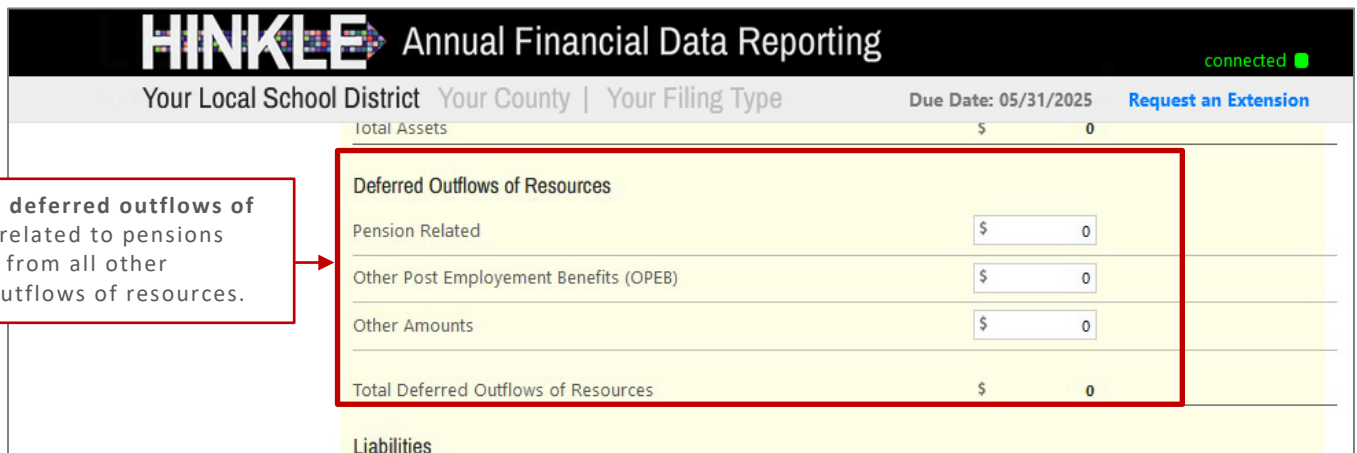 HINKLE Annual Financial Data Reporting
connected
Your Local School District Your County | Your Filing Type Due Date: 05/31/2025 Request an Extension
Total Assets $ 0
deferred outflows of
related to pensions
from all other
outflows of resources.
Deferred Outflows of Resources
Pension Related $ 0
Other Post Employement Benefits (OPEB) $ 0
Other Amounts $ 0
Total Deferred Outflows of Resources $ 0
Liabilities